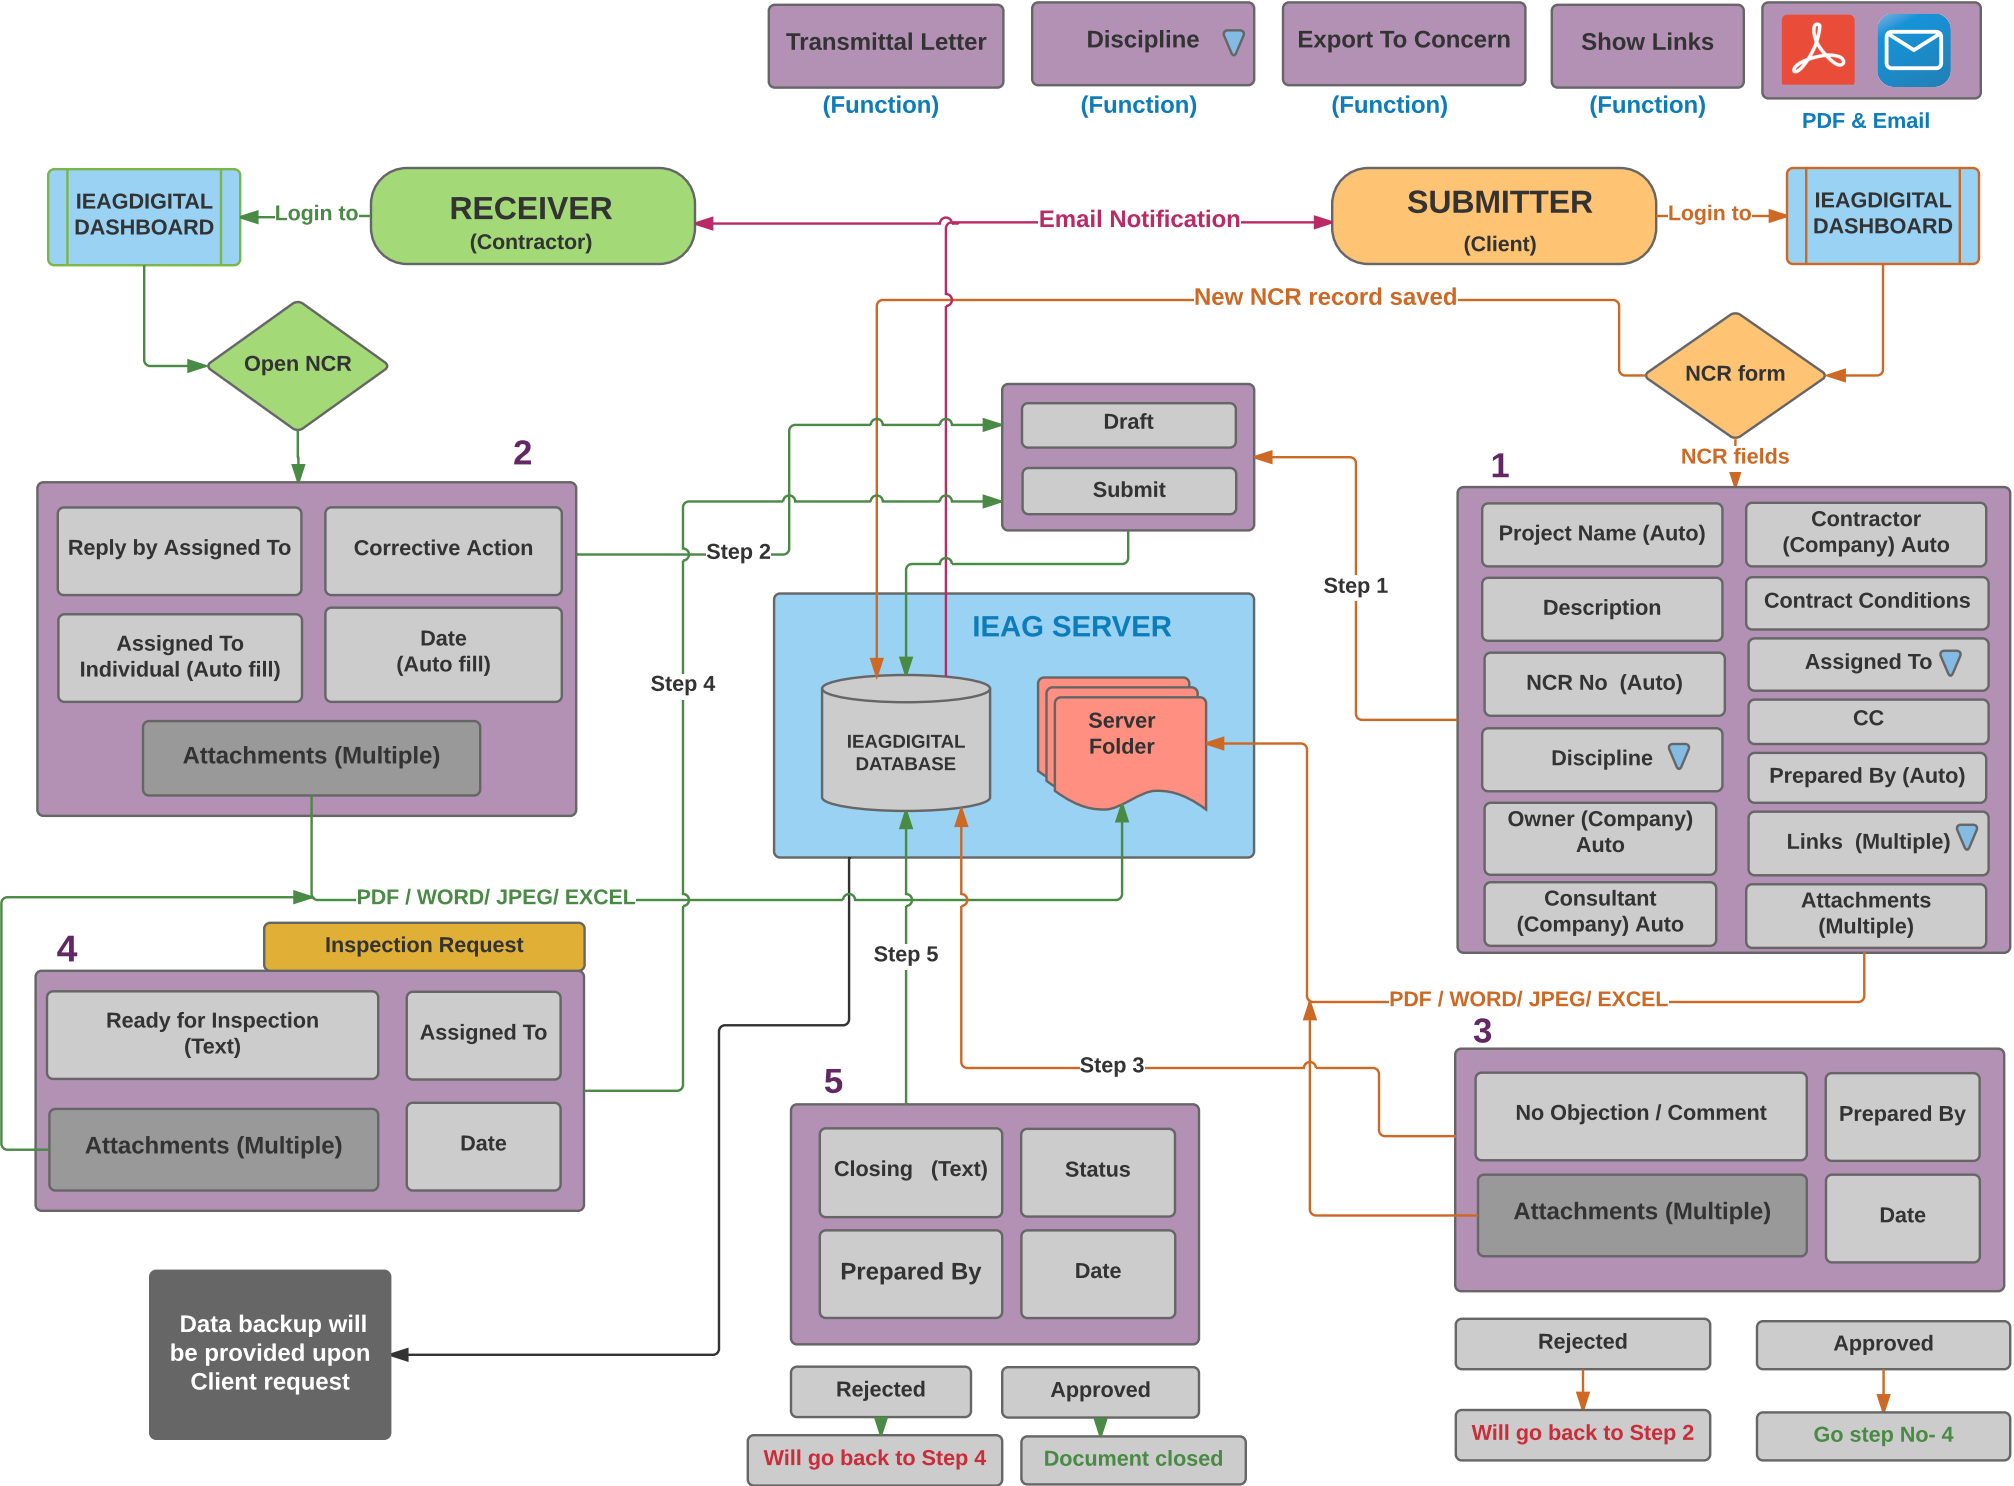 Transmittal Letter
(Function)
Discipline
(Function)
Export To Concern
(Function)
Show Links
(Function)
PDF & Email
IEAGDIGITAL
DASHBOARD
Login to
RECEIVER
(Contractor)
Email Notification
SUBMITTER
(Client)
Login to
IEAGDIGITAL
DASHBOARD
New NCR record saved
Open NCR
NCR form
NCR fields
Draft
Submit
2
Reply by Assigned To
Corrective Action
Assigned To
Individual (Auto fill)
Date
(Auto fill)
Attachments (Multiple)
Step 2
Step 4
Step 1
1
Project Name (Auto)
Contractor
(Company) Auto
Description
Contract Conditions
NCR No  (Auto)
Assigned To
CC
Discipline
Prepared By (Auto)
Owner (Company)
Auto
Links  (Multiple)
Consultant
(Company) Auto
Attachments
(Multiple)
IEAG SERVER
IEAGDIGITAL
DATABASE
Server
Folder
PDF / WORD/ JPEG/ EXCEL
PDF / WORD/ JPEG/ EXCEL
Step 5
Step 3
4
Inspection Request
Ready for Inspection
(Text)
Assigned To
Attachments (Multiple)
Date
3
No Objection / Comment
Prepared By
Attachments (Multiple)
Date
5
Closing   (Text)
Status
Prepared By
Date
Data backup will
be provided upon
Client request
Rejected
Will go back to Step 4
Approved
Document closed
Rejected
Will go back to Step 2
Approved
Go step No- 4